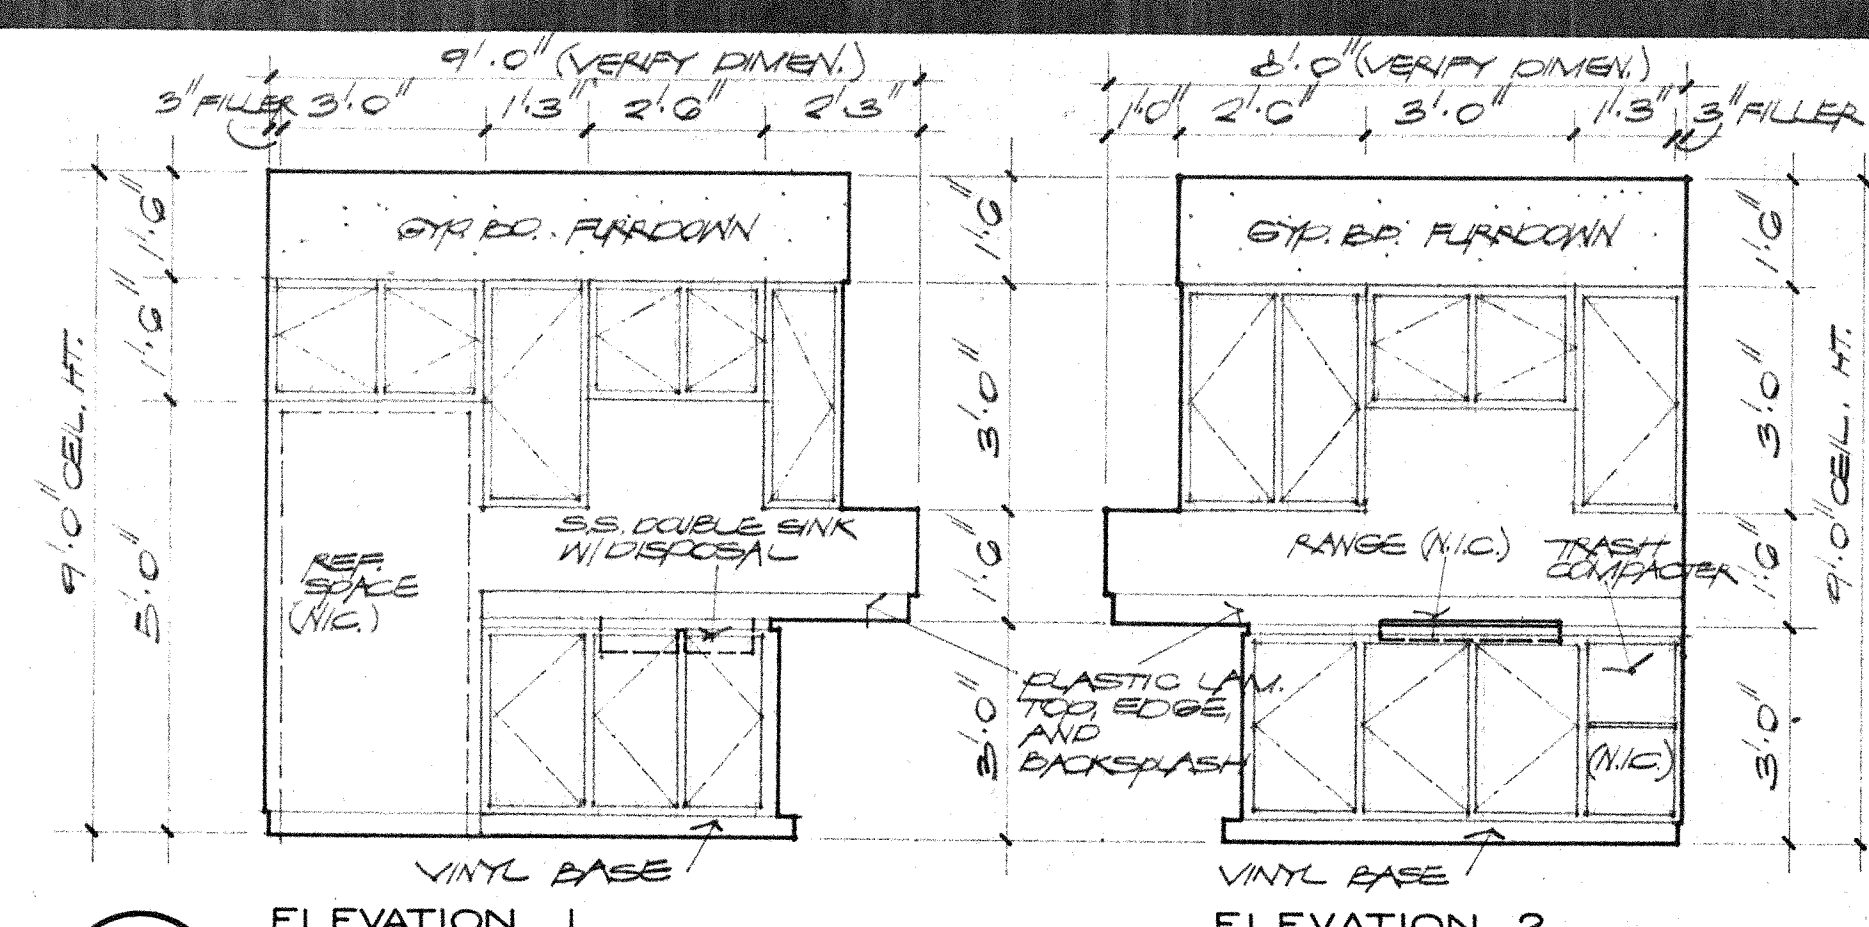 9'.0" (VERIFY DIMEN.)
3" FILLER 3'.0" 1'.3" 2'.6" 2'.3"
8'.0" (VERIFY DIMEN.)
1'.0" 2'.6" 3'.0" 1'.3" 3" FILLER
9'.0" CEIL. HT.
1'.6"
1'.6"
5'.0"
GYP. BD. FURRDOWN
REF.
SPACE
(N.I.C.)
S.S. DOUBLE SINK
W/ DISPOSAL
VINYL BASE
1'.6"
3'.0"
1'.6"
3'.0"
PLASTIC LAM.
TOP, EDGE,
AND
BACKSPLASH
GYP. BD. FURRDOWN
RANGE (N.I.C.)
TRASH
COMPACTER
(N.I.C.)
VINYL BASE
1'.6"
3'.0"
1'.6"
3'.0"
9'.0" CEIL. HT.
ELEVATION 1
ELEVATION 2